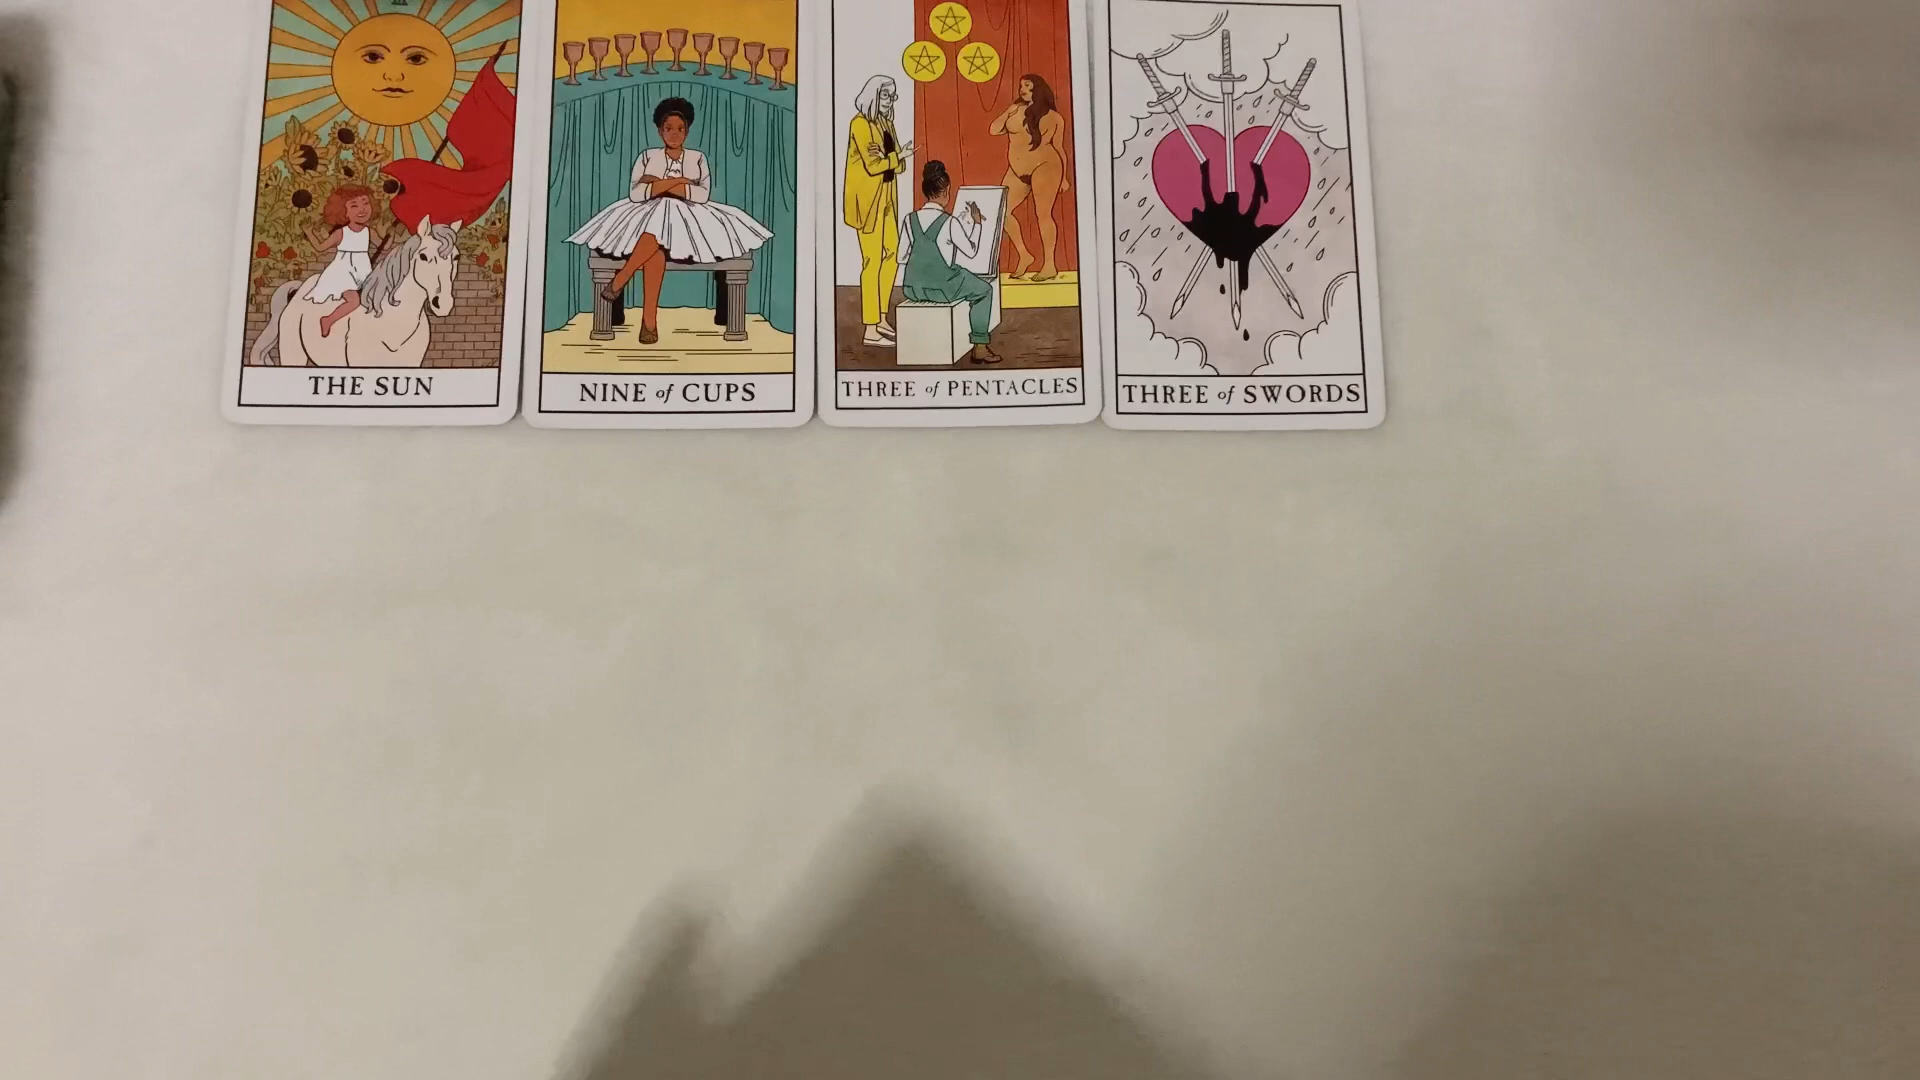 THE SUN
NINE of CUPS
THREE of PENTACLES
THREE of SWORDS